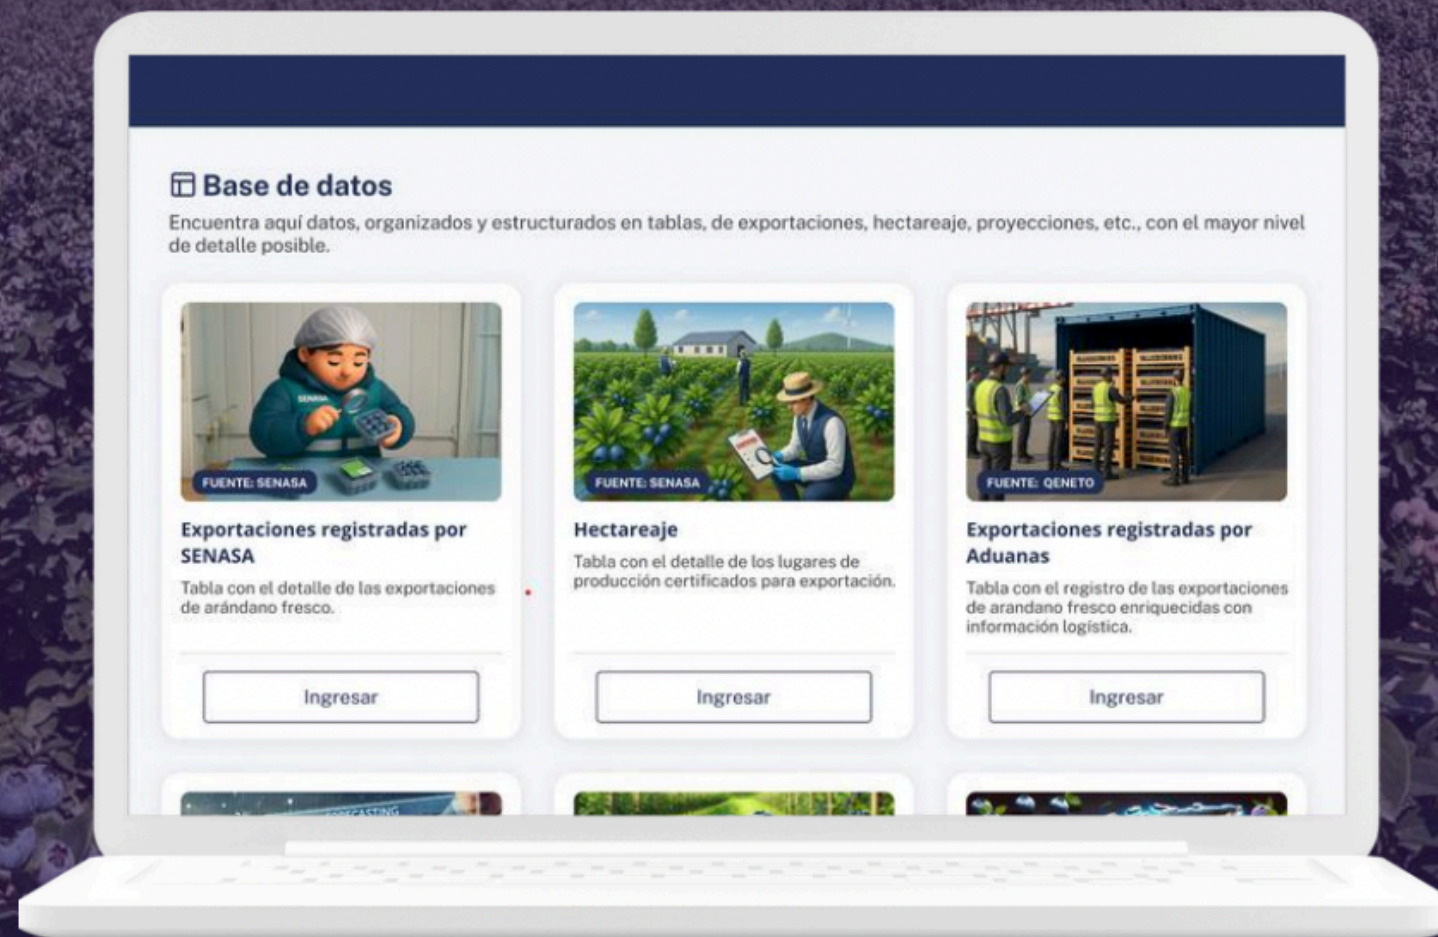 Base de datos
Encuentra aquí datos, organizados y estructurados en tablas, de exportaciones, hectareaje, proyecciones, etc., con el mayor nivel
de detalle posible.
SENASA
FUENTE: SENASA
Exportaciones registradas por
SENASA
Tabla con el detalle de las exportaciones
de arándano fresco.
Ingresar
FUENTE: SENASA
Hectareaje
Tabla con el detalle de los lugares de
producción certificados para exportación.
Ingresar
FUENTE: QENETO
Exportaciones registradas por
Aduanas
Tabla con el registro de las exportaciones
de arandano fresco enriquecidas con
información logística.
Ingresar
FORECASTING